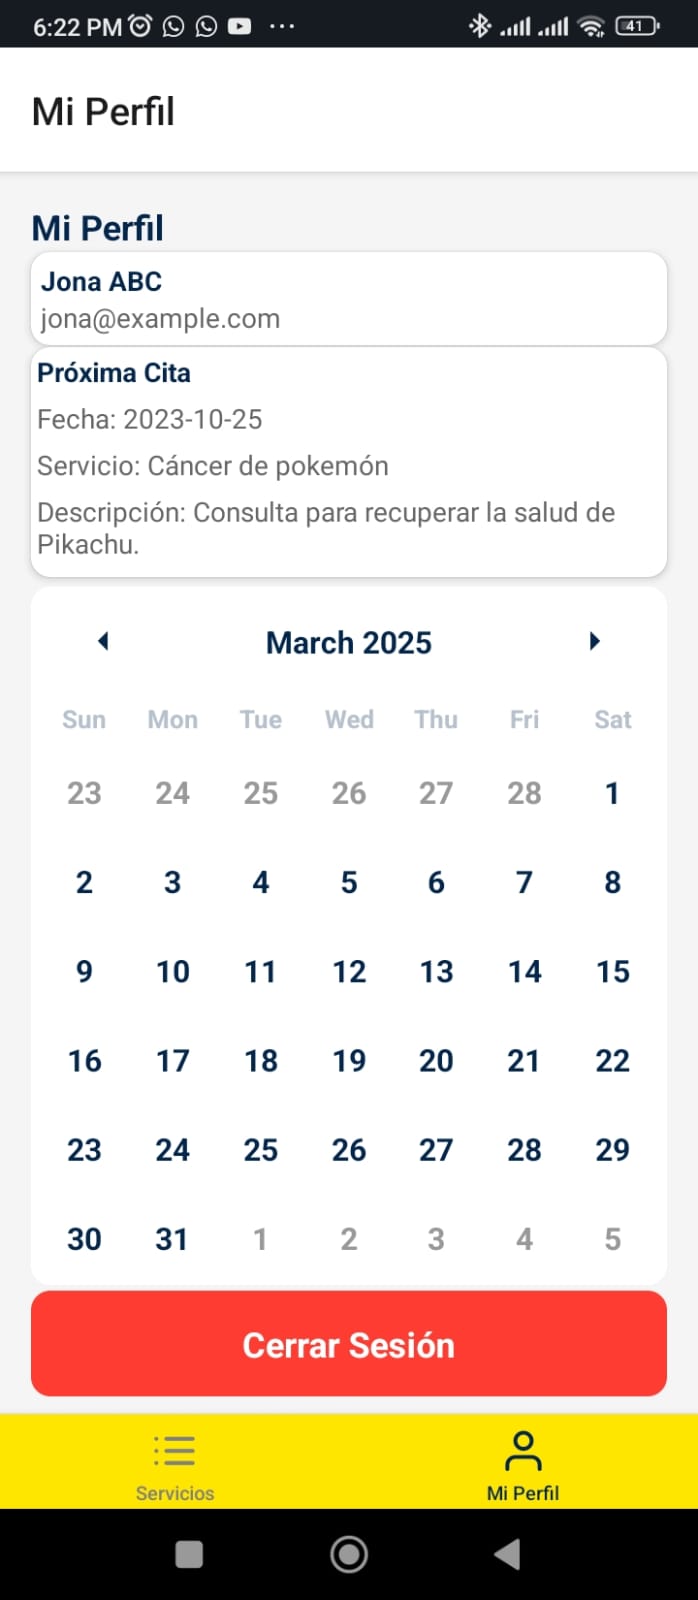 6:22 PM ... 41
Mi Perfil
Mi Perfil
Jona ABC
jona@example.com
Próxima Cita
Fecha: 2023-10-25
Servicio: Cáncer de pokemón
Descripción: Consulta para recuperar la salud de
Pikachu.
March 2025
Sun Mon Tue Wed Thu Fri Sat
23 24 25 26 27 28 1
2 3 4 5 6 7 8
9 10 11 12 13 14 15
16 17 18 19 20 21 22
23 24 25 26 27 28 29
30 31 1 2 3 4 5
Cerrar Sesión
Servicios Mi Perfil